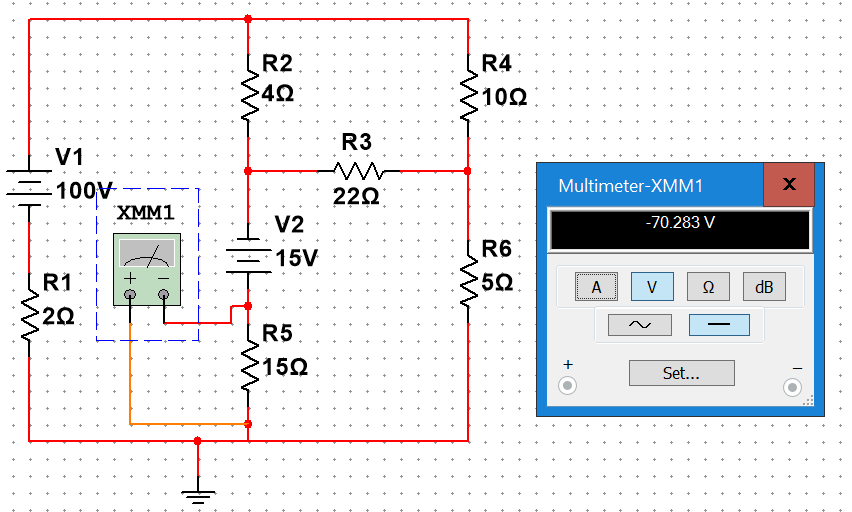 R2
4Ω
R4
10Ω
R3
22Ω
V1
100V
XMM1
+ −
V2
15V
R1
2Ω
R5
15Ω
R6
5Ω
Multimeter-XMM1
x
-70.283 V
A V Ω dB
Set...
+ −